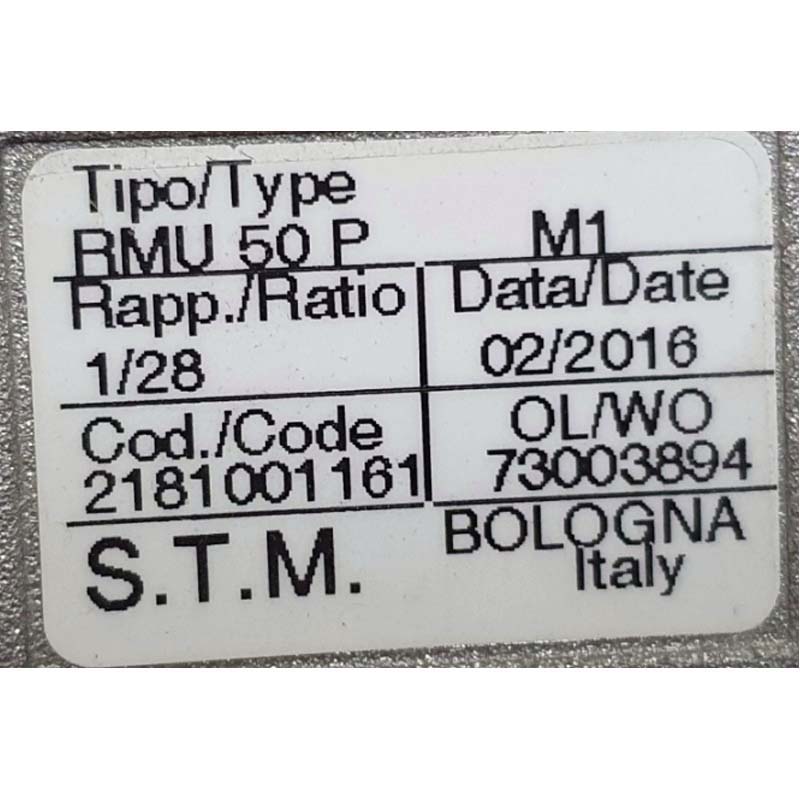 Tipo/Type
RMU 50 P M1
Rapp./Ratio Data/Date
1/28 02/2016
Cod./Code OL/WO
2181001161 73003894
S.T.M. BOLOGNA
Italy